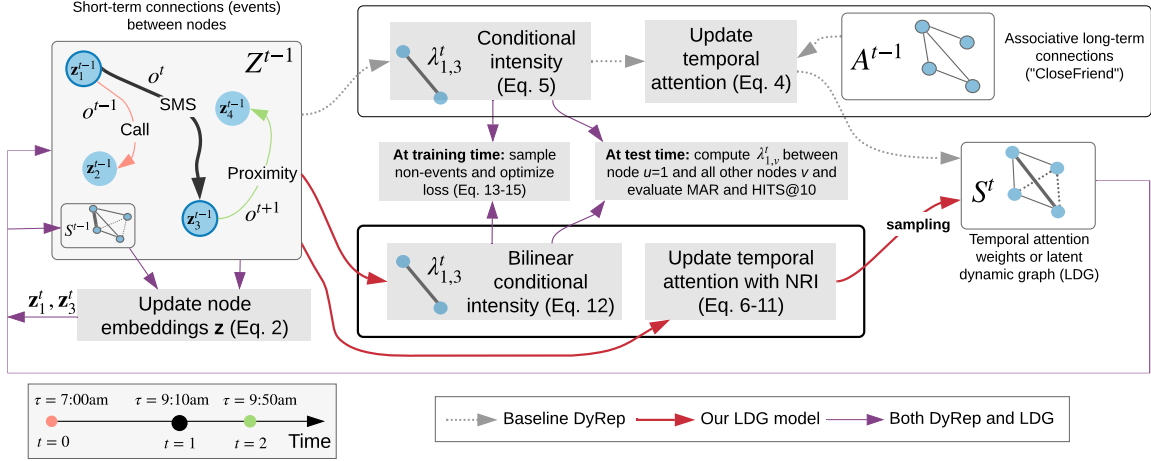 Short-term connections (events)
between nodes
Z^{t−1}
z_1^{t−1}
o^t
SMS
o^{t−1}
Call
z_4^{t−1}
z_2^{t−1}
Proximity
z_3^{t−1}
o^{t+1}
S^{t−1}
z_1^t, z_3^t
Update node
embeddings z (Eq. 2)
λ_{1,3}^t
Conditional
intensity
(Eq. 5)
Update
temporal
attention (Eq. 4)
A^{t−1}
Associative long-term
connections
("CloseFriend")
At training time: sample
non-events and optimize
loss (Eq. 13-15)
At test time: compute λ_{1,v}^t between
node u=1 and all other nodes v and
evaluate MAR and HITS@10
λ_{1,3}^t
Bilinear
conditional
intensity (Eq. 12)
Update temporal
attention with NRI
(Eq. 6-11)
sampling
S^t
Temporal attention
weights or latent
dynamic graph (LDG)
τ = 7:00am τ = 9:10am τ = 9:50am
t = 0 t = 1 t = 2 Time
Baseline DyRep Our LDG model Both DyRep and LDG